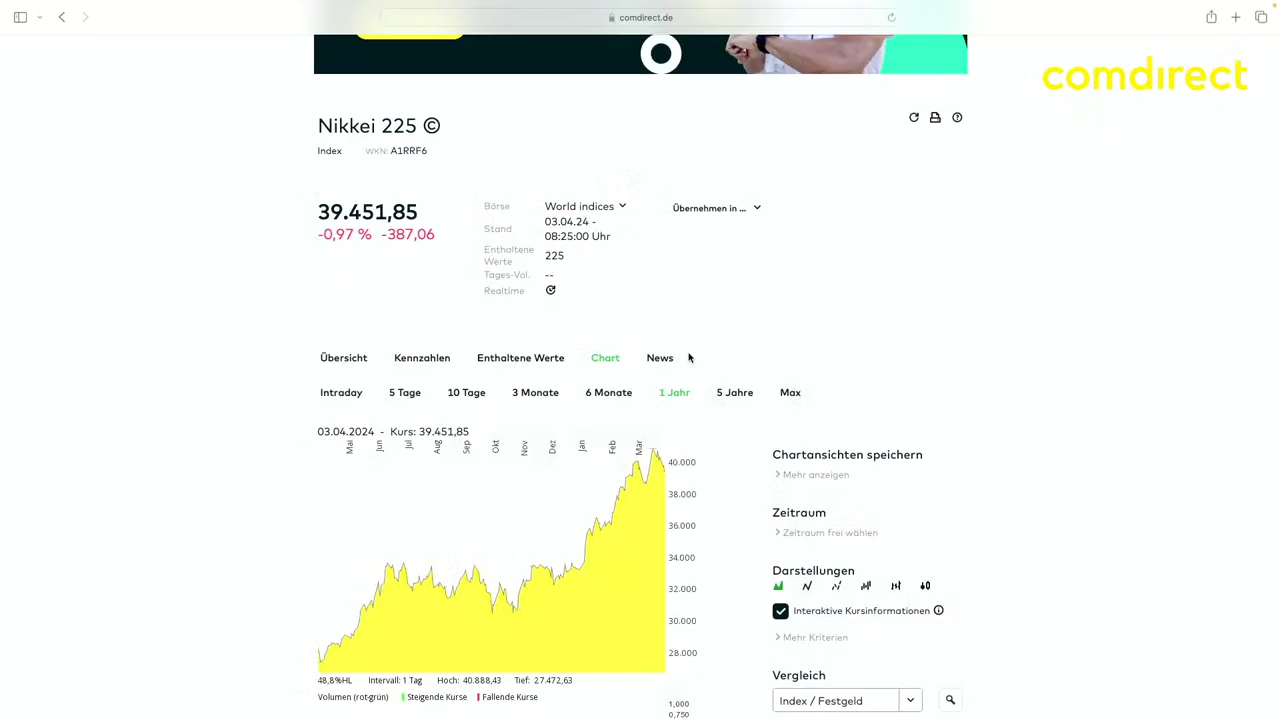 comdirect.de
comdirect
Nikkei 225 ©
Index WKN: A1RRF6
39.451,85
-0,97 % -387,06
Börse World indices
Stand 03.04.24 -
08:25:00 Uhr
Enthaltene
Werte 225
Tages-Vol. --
Realtime
Übernehmen in ...
Übersicht Kennzahlen Enthaltene Werte Chart News
Intraday 5 Tage 10 Tage 3 Monate 6 Monate 1 Jahr 5 Jahre Max
03.04.2024 - Kurs: 39.451,85
Mai Jun Jul Aug Sep Okt Nov Dez Jan Feb Mär
40.000
38.000
36.000
34.000
32.000
30.000
28.000
48,8%HL Intervall: 1 Tag Hoch: 40.888,43 Tief: 27.472,63
Volumen (rot-grün) Steigende Kurse Fallende Kurse
1,000
0,750
Chartansichten speichern
Mehr anzeigen
Zeitraum
Zeitraum frei wählen
Darstellungen
Interaktive Kursinformationen
Mehr Kriterien
Vergleich
Index / Festgeld